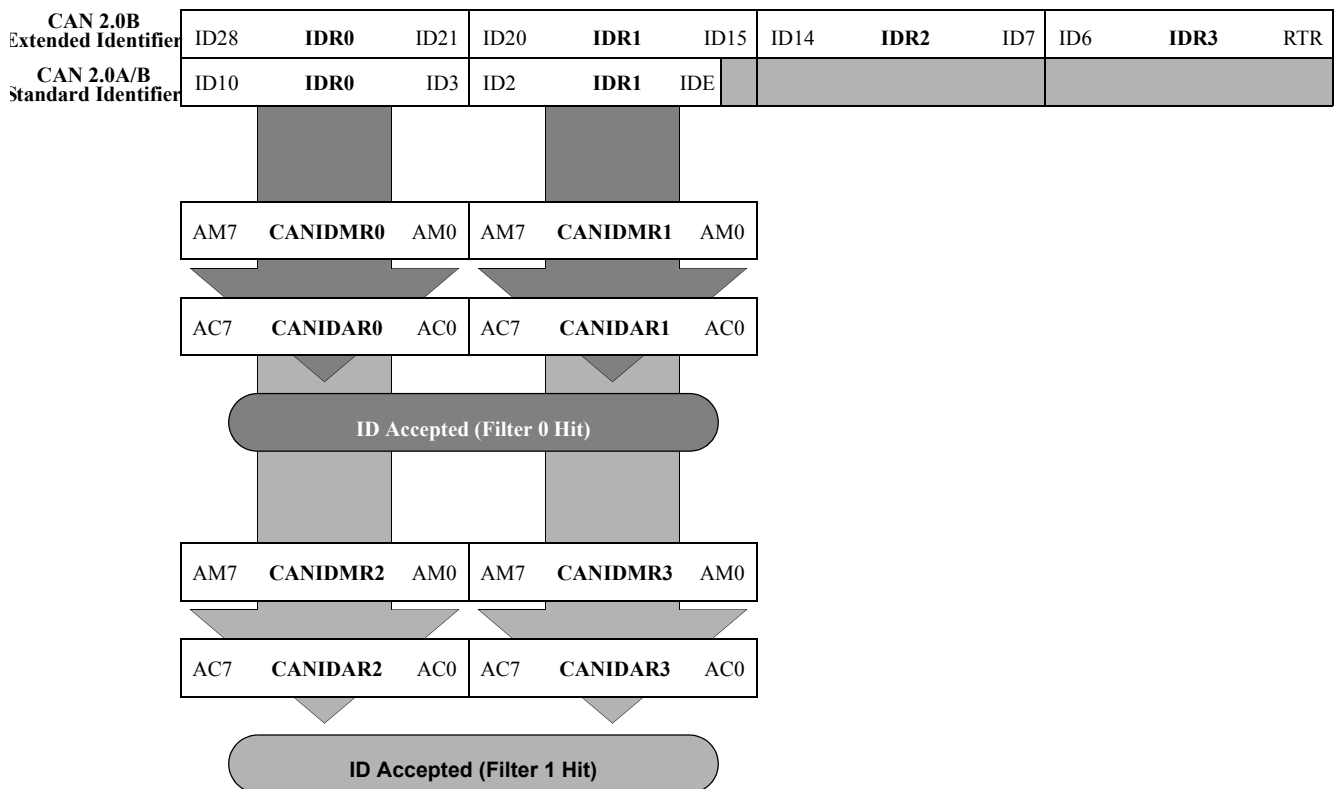 CAN 2.0B
Extended Identifier ID28 IDR0 ID21 ID20 IDR1 ID15 ID14 IDR2 ID7 ID6 IDR3 RTR
CAN 2.0A/B
Standard Identifier ID10 IDR0 ID3 ID2 IDR1 IDE
AM7 CANIDMR0 AM0 AM7 CANIDMR1 AM0
AC7 CANIDAR0 AC0 AC7 CANIDAR1 AC0
ID Accepted (Filter 0 Hit)
AM7 CANIDMR2 AM0 AM7 CANIDMR3 AM0
AC7 CANIDAR2 AC0 AC7 CANIDAR3 AC0
ID Accepted (Filter 1 Hit)